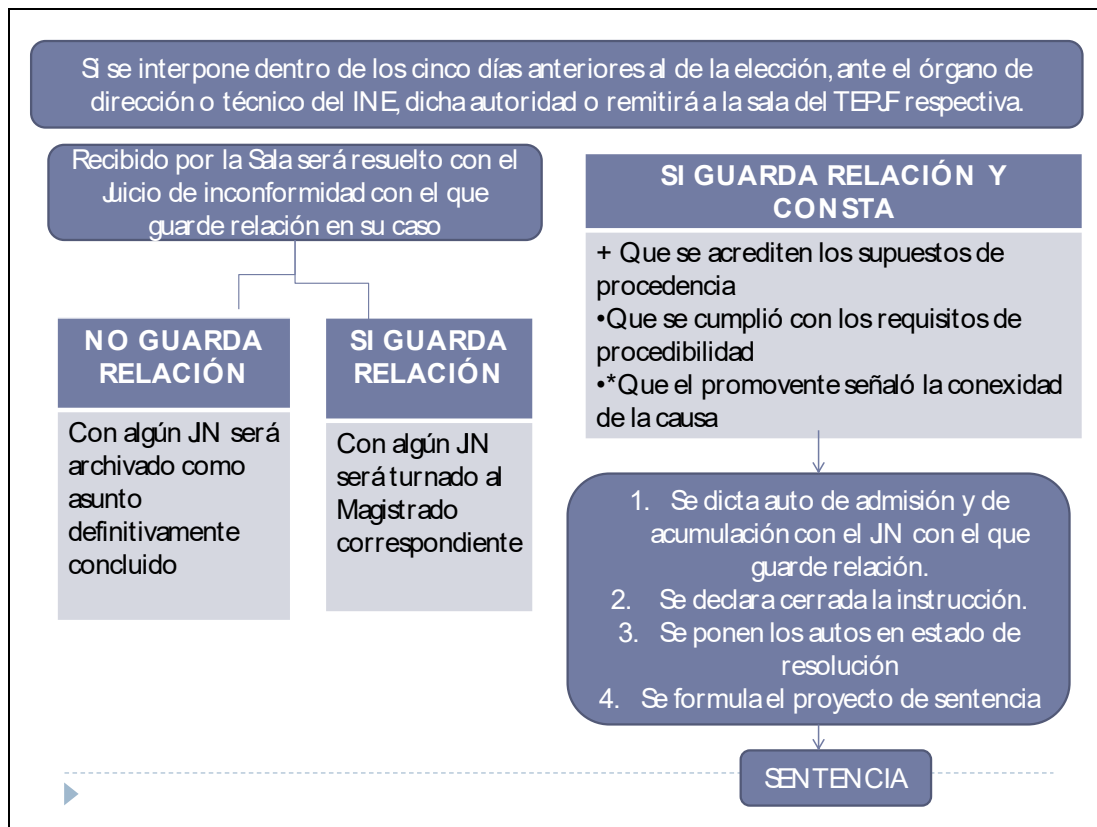 Si se interpone dentro de los cinco días anteriores al de la elección, ante el órgano de
dirección o técnico del INE, dicha autoridad o remitirá a la sala del TEPJF respectiva.
Recibido por la Sala será resuelto con el
Juicio de inconformidad con el que
guarde relación en su caso
NO GUARDA
RELACIÓN
Con algún JIN será
archivado como
asunto
definitivamente
concluido
SI GUARDA
RELACIÓN
Con algún JIN
será turnado al
Magistrado
correspondiente
SI GUARDA RELACIÓN Y
CONSTA
+ Que se acrediten los supuestos de
procedencia
•Que se cumplió con los requisitos de
procedibilidad
•*Que el promovente señaló la conexidad
de la causa
1. Se dicta auto de admisión y de
acumulación con el JIN con el que
guarde relación.
2. Se declara cerrada la instrucción.
3. Se ponen los autos en estado de
resolución
4. Se formula el proyecto de sentencia
SENTENCIA